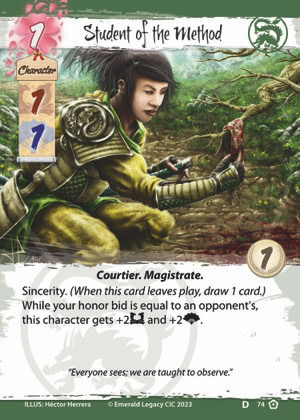 1
Student of the Method
Character
1
1
1
Courtier. Magistrate.
Sincerity. (When this card leaves play, draw 1 card.)
While your honor bid is equal to an opponent's,
this character gets +2 and +2.
"Everyone sees; we are taught to observe."
ILLUS: Héctor Herrera © Emerald Legacy CIC 2023 D 74